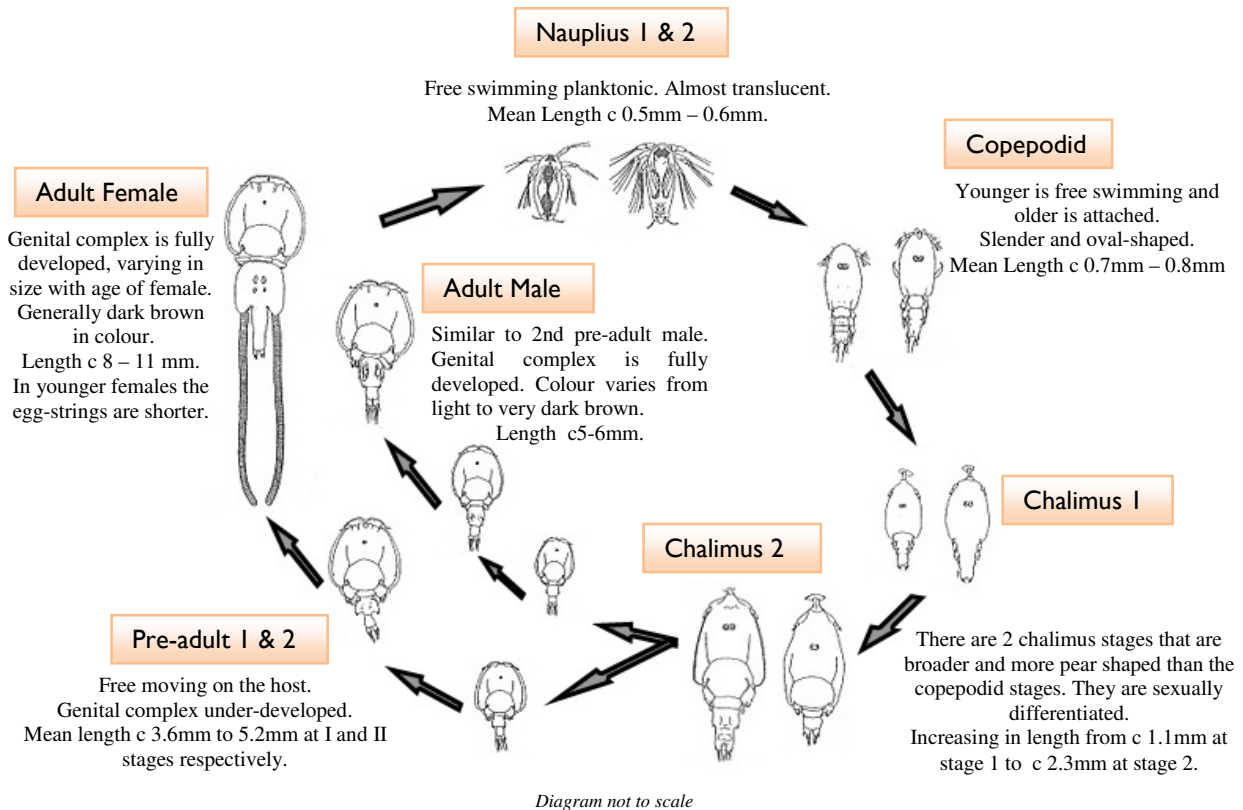 Nauplius 1 & 2
Free swimming planktonic. Almost translucent.
Mean Length c 0.5mm – 0.6mm.
Copepodid
Younger is free swimming and
older is attached.
Slender and oval-shaped.
Mean Length c 0.7mm – 0.8mm
Adult Female
Genital complex is fully
developed, varying in
size with age of female.
Generally dark brown
in colour.
Length c 8 – 11 mm.
In younger females the
egg-strings are shorter.
Adult Male
Similar to 2nd pre-adult male.
Genital complex is fully
developed. Colour varies from
light to very dark brown.
Length c5-6mm.
Chalimus 1
Chalimus 2
There are 2 chalimus stages that are
broader and more pear shaped than the
copepodid stages. They are sexually
differentiated.
Increasing in length from c 1.1mm at
stage 1 to c 2.3mm at stage 2.
Pre-adult 1 & 2
Free moving on the host.
Genital complex under-developed.
Mean length c 3.6mm to 5.2mm at I and II
stages respectively.
Diagram not to scale